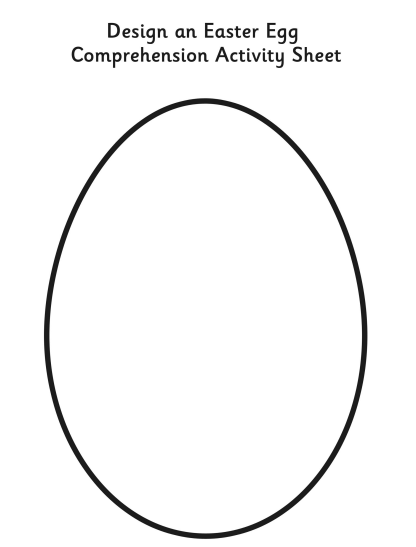 Design an Easter Egg
Comprehension Activity Sheet